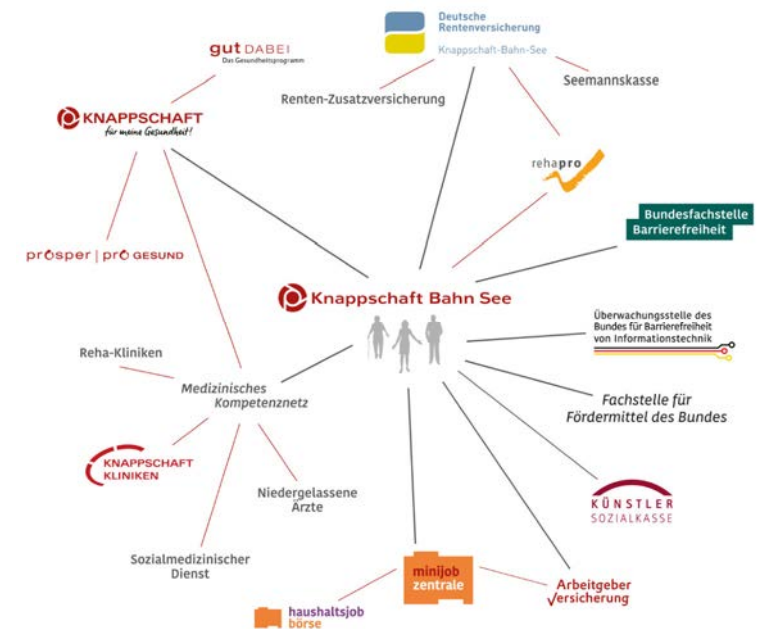 Deutsche
Rentenversicherung
Knappschaft-Bahn-See
gut DABEI
Das Gesundheitsprogramm
Renten-Zusatzversicherung
Seemannskasse
KNAPPSCHAFT
für meine Gesundheit!
rehapro
Bundesfachstelle
Barrierefreiheit
prosper | pro GESUND
Knappschaft Bahn See
Überwachungsstelle des
Bundes für Barrierefreiheit
von Informationstechnik
Reha-Kliniken
Medizinisches
Kompetenznetz
Fachstelle für
Fördermittel des Bundes
KNAPPSCHAFT
KLINIKEN
Niedergelassene
Ärzte
KÜNSTLER
SOZIALKASSE
Sozialmedizinischer
Dienst
minijob
zentrale
Arbeitgeber
Versicherung
haushaltsjob
börse